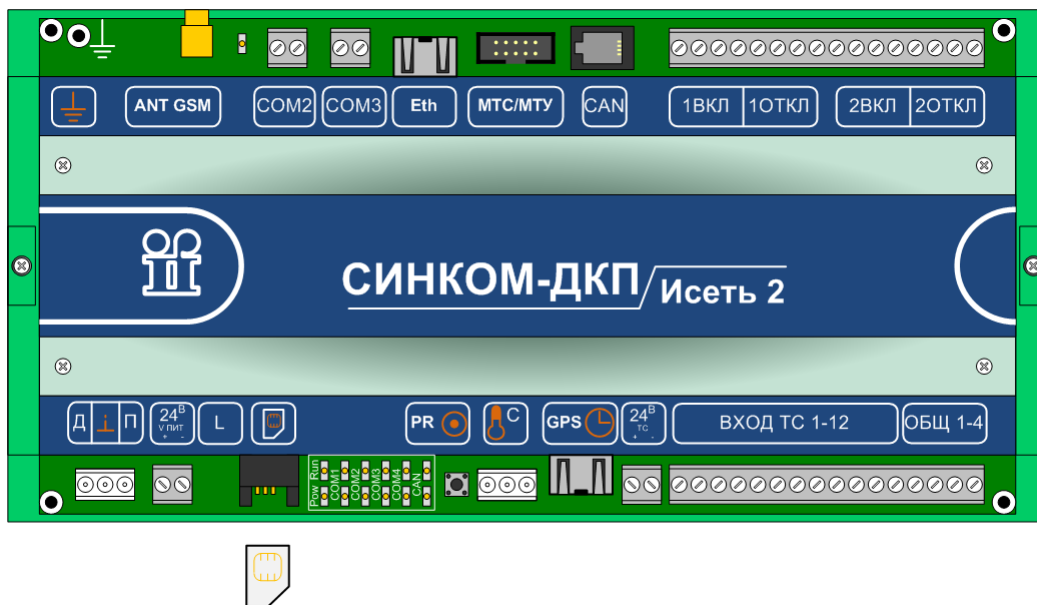 ANT GSM COM2 COM3 Eth МТС/МТУ CAN 1ВКЛ 1ОТКЛ 2ВКЛ 2ОТКЛ
СИНКОМ-ДКП/Исеть 2
Д П 24В V ПИТ + - L PR C GPS 24В ТС + - ВХОД ТС 1-12 ОБЩ 1-4
Pow Run COM1 COM2 COM3 COM4 CAN